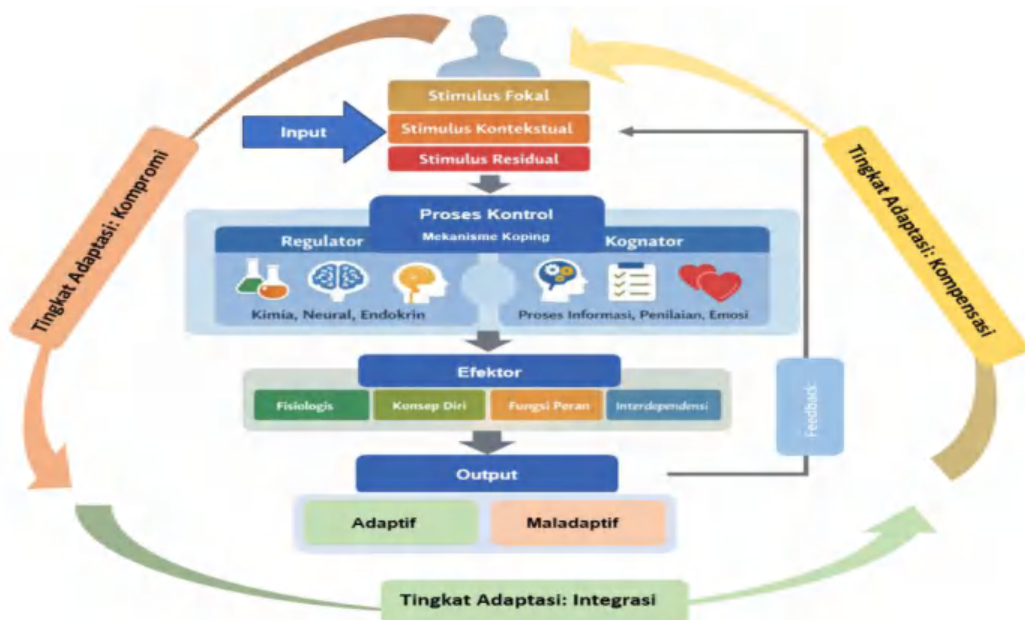 Stimulus Fokal
Input
Stimulus Kontekstual
Stimulus Residual
Tingkat Adaptasi: Kompromi
Tingkat Adaptasi: Kompensasi
Proses Kontrol
Mekanisme Koping
Regulator
Kognator
Kimia, Neural, Endokrin
Proses Informasi, Penilaian, Emosi
Efektor
Fisiologis
Konsep Diri
Fungsi Peran
Interdependensi
Feedback
Output
Adaptif
Maladaptif
Tingkat Adaptasi: Integrasi